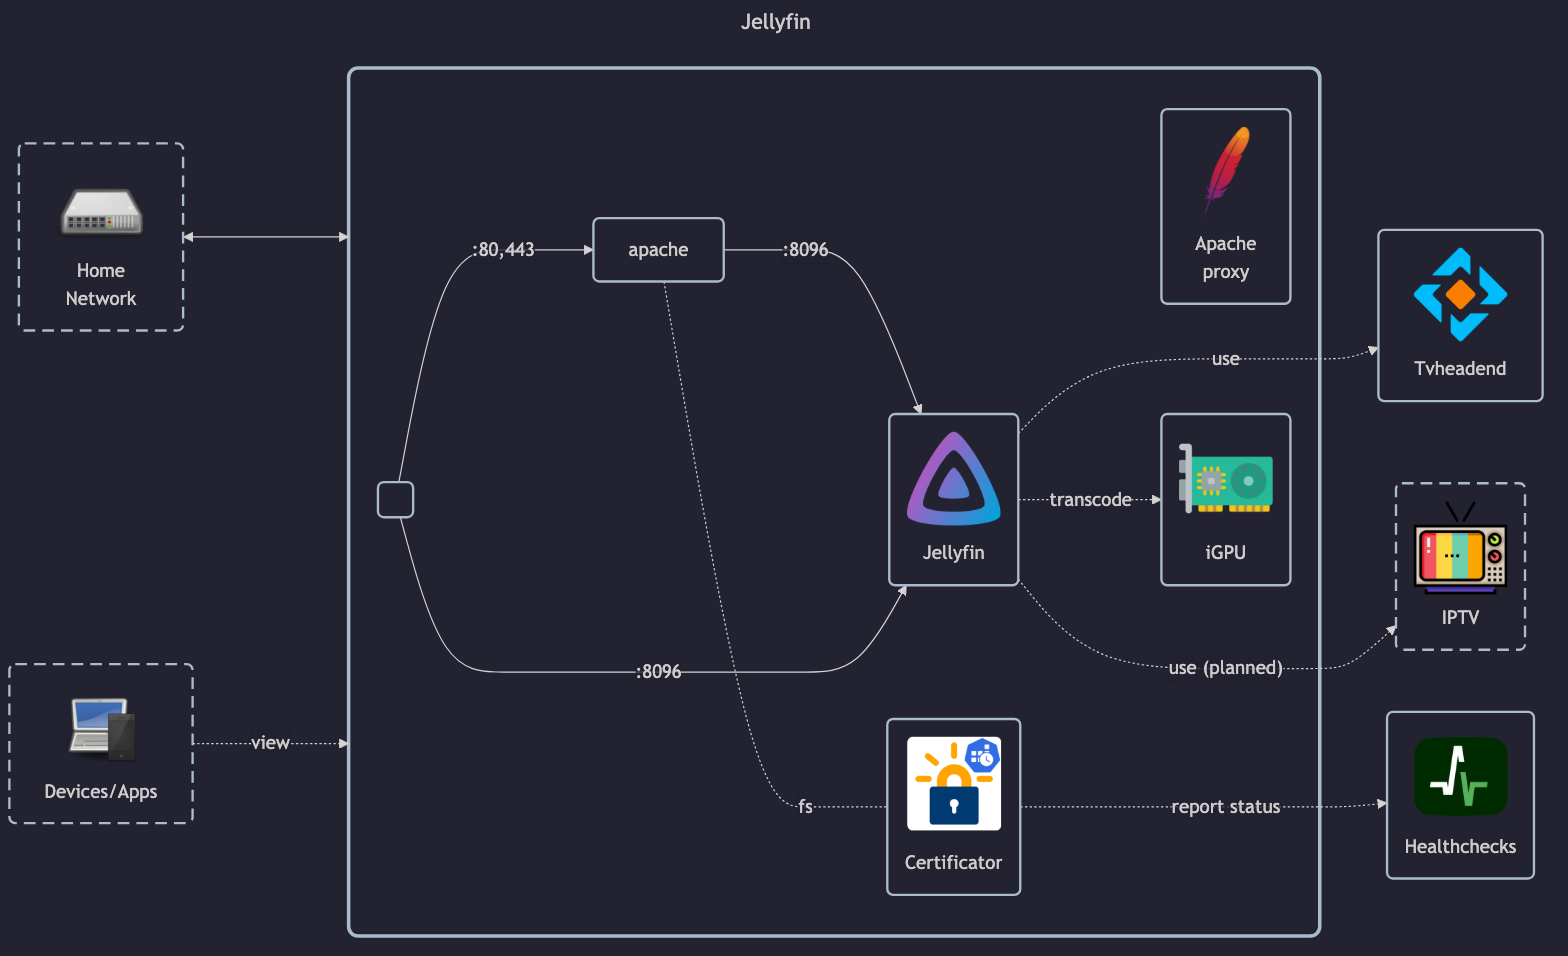 Jellyfin
Home
Network
:80,443
apache
:8096
Apache
proxy
use
Tvheadend
Jellyfin
transcode
iGPU
!
...
IPTV
:8096
use (planned)
view
Devices/Apps
fs
Certificator
report status
Healthchecks